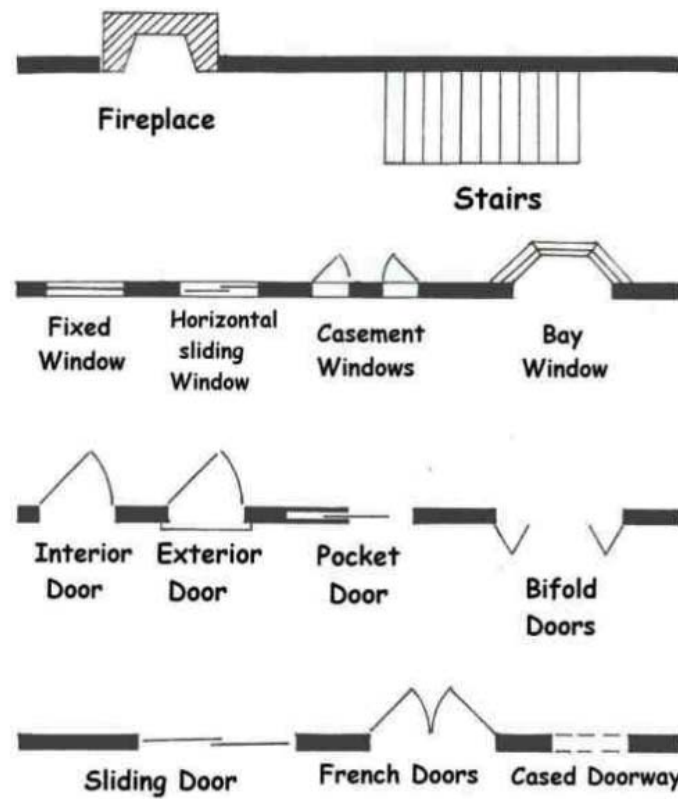 Fireplace
Stairs
Fixed
Window
Horizontal
sliding
Window
Casement
Windows
Bay
Window
Interior
Door
Exterior
Door
Pocket
Door
Bifold
Doors
Sliding Door
French Doors
Cased Doorway